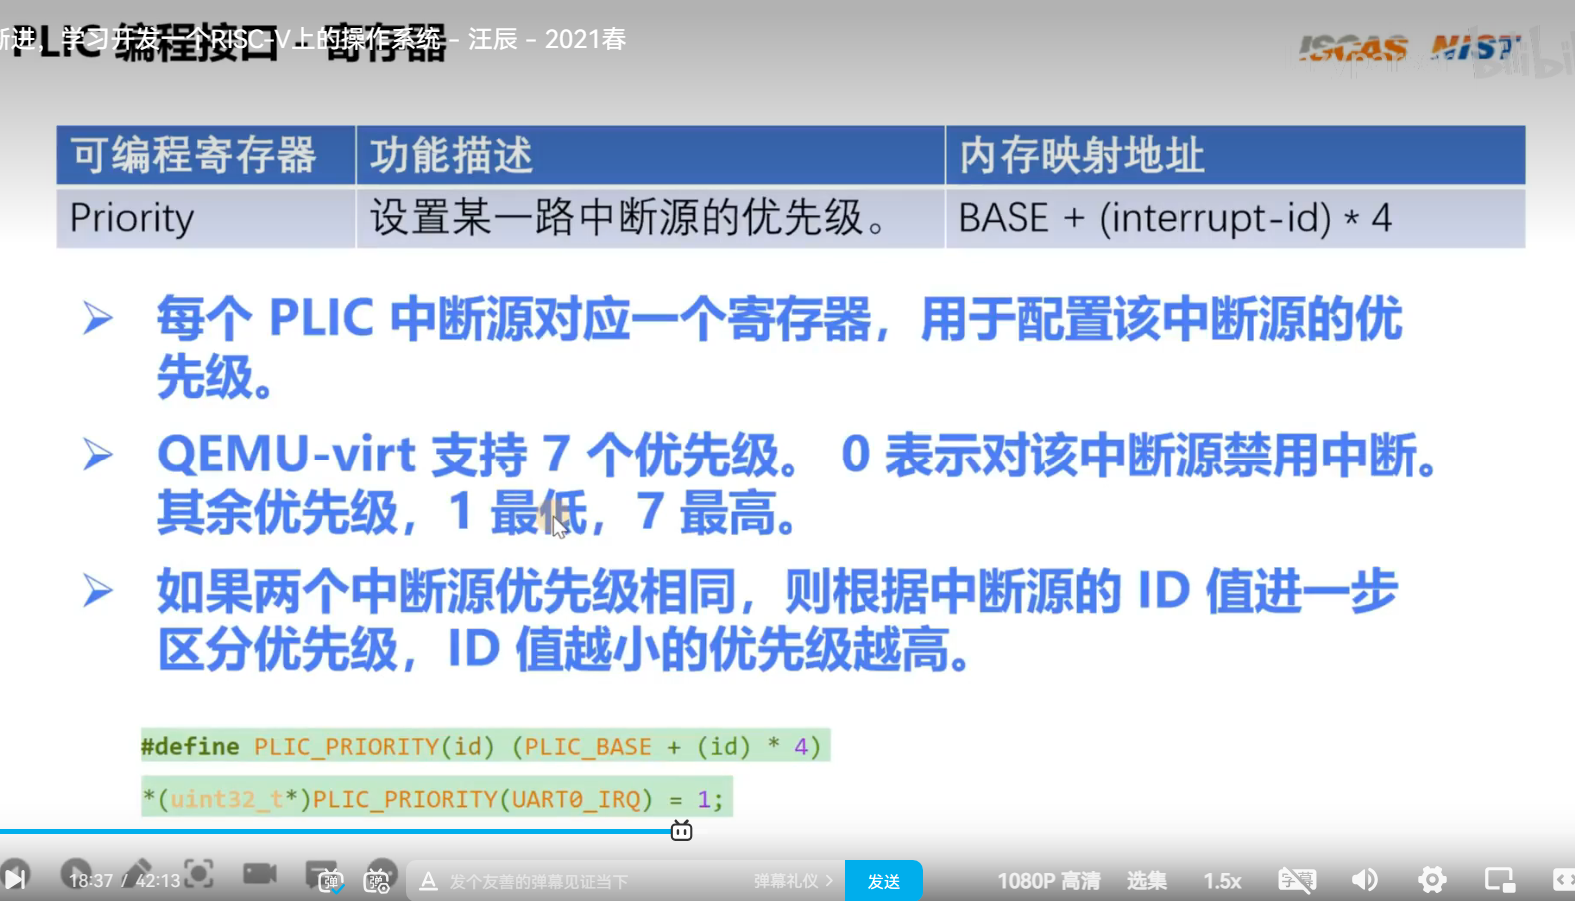 PLIC 编程接口 - 寄存器
新进,学习开发一个RISC-V上的操作系统 - 汪辰 - 2021春
ISCAS NIST
bilibili
可编程寄存器 功能描述 内存映射地址
Priority 设置某一路中断源的优先级。 BASE + (interrupt-id) * 4
每个 PLIC 中断源对应一个寄存器，用于配置该中断源的优
先级。
QEMU-virt 支持 7 个优先级。 0 表示对该中断源禁用中断。
其余优先级，1 最低，7 最高。
如果两个中断源优先级相同，则根据中断源的 ID 值进一步
区分优先级，ID 值越小的优先级越高。
#define PLIC_PRIORITY(id) (PLIC_BASE + (id) * 4)
*(uint32_t*)PLIC_PRIORITY(UART0_IRQ) = 1;
18:37 / 42:13 弹 弹 A 发个友善的弹幕见证当下 弹幕礼仪 > 发送 1080P 高清 选集 1.5x 字幕